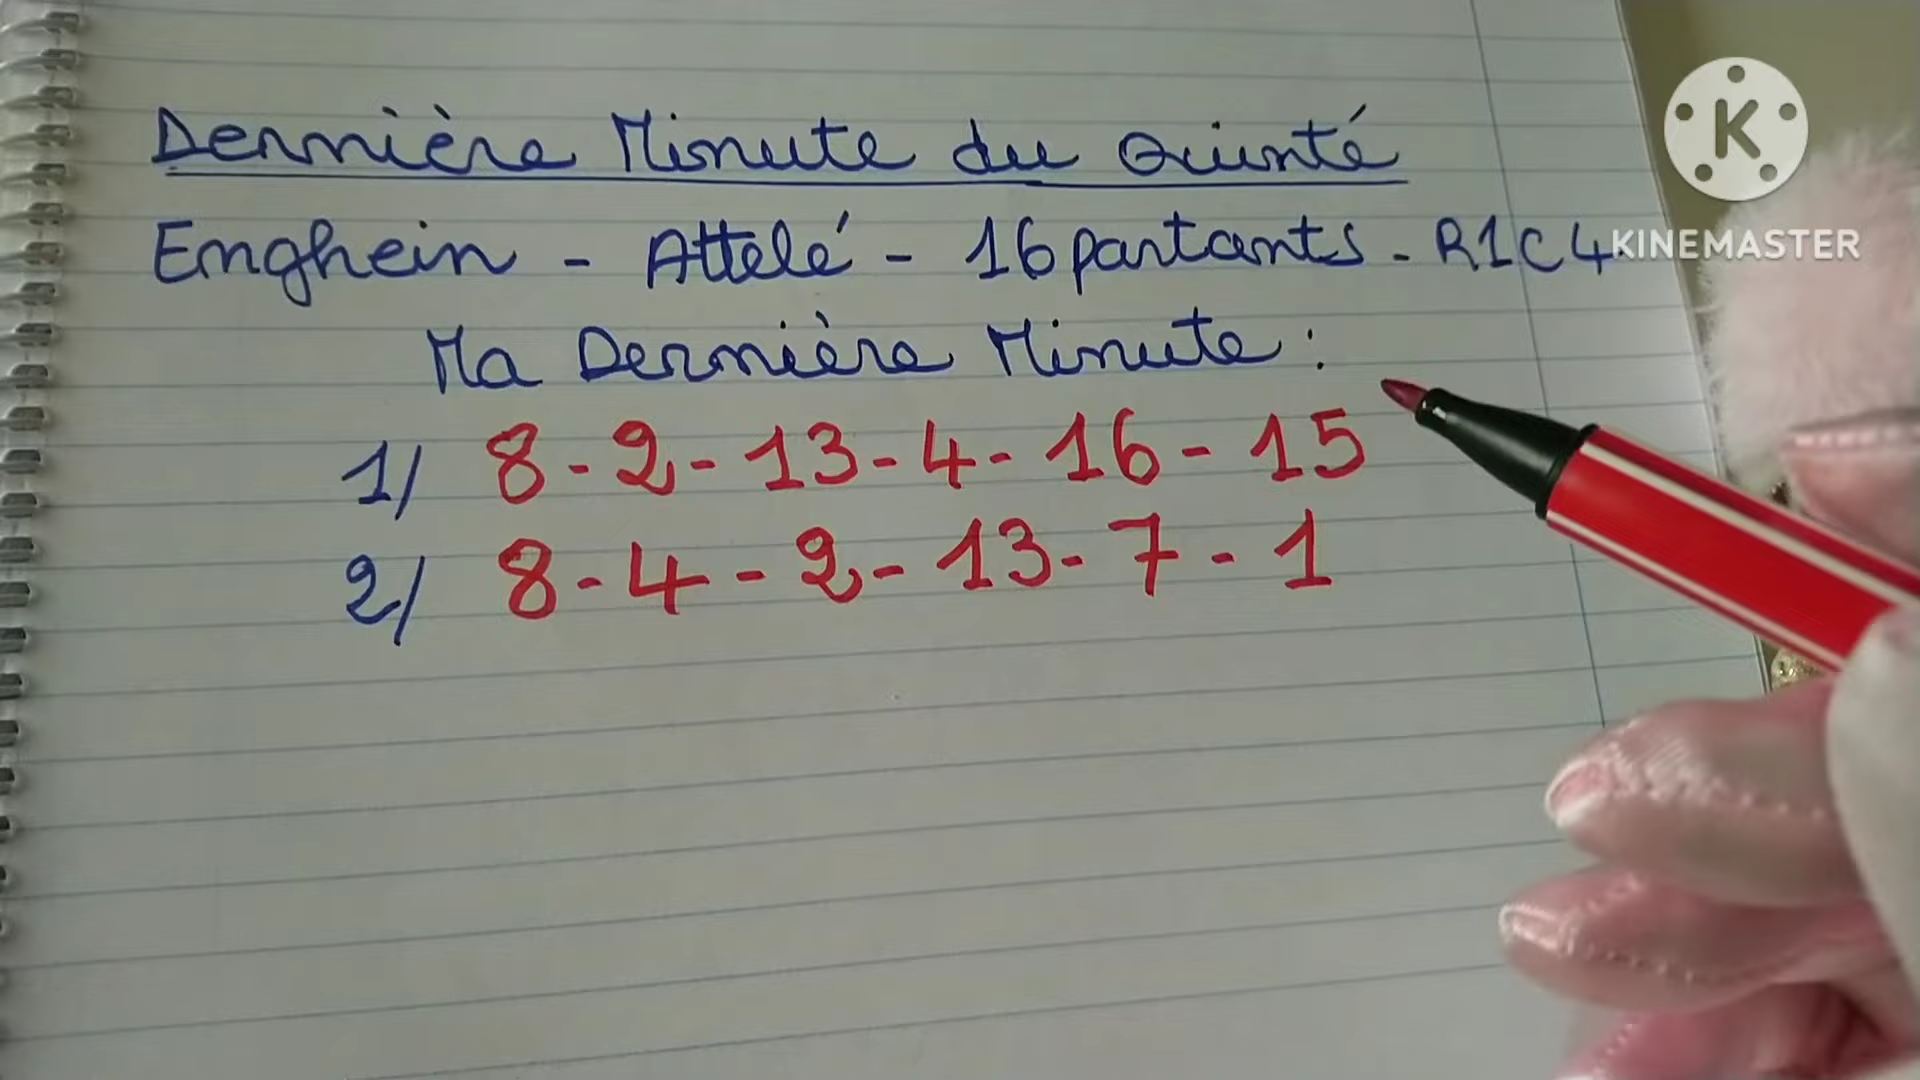 Dernière Minute du Quinté
Enghein - Attelé - 16 partants - R1C4
K
KINEMASTER
Ma Dernière Minute :
1/ 8 - 2 - 13 - 4 - 16 - 15
2/ 8 - 4 - 2 - 13 - 7 - 1